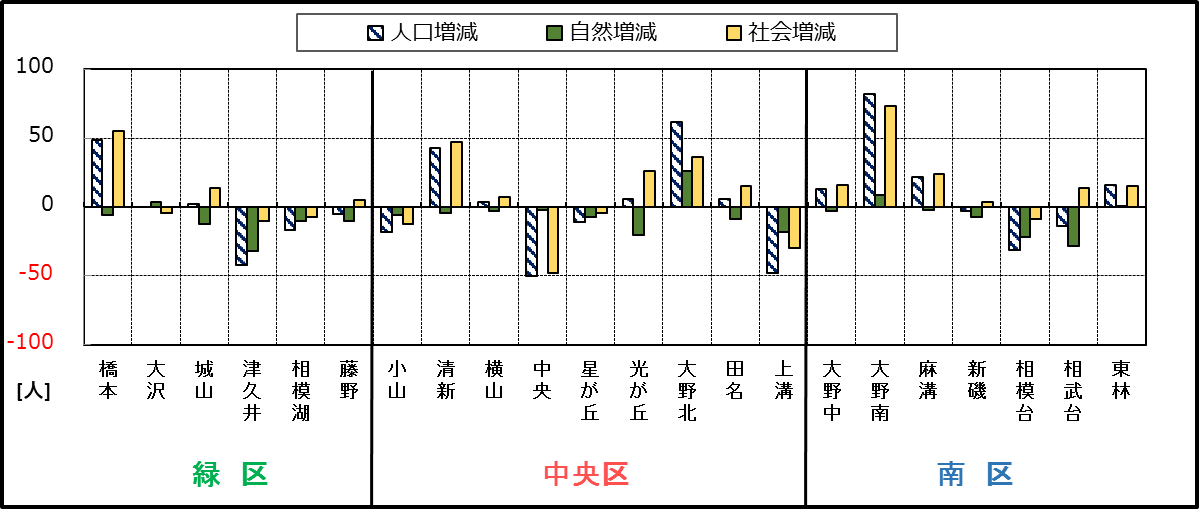 人口増減 自然増減 社会増減
100
50
0
-50
-100
[人]
橋本 大沢 城山 津久井 相模湖 藤野 小山 清新 横山 中央 星が丘 光が丘 大野北 田名 上溝 大野中 大野南 麻溝 新磯 相模台 相武台 東林
緑 区 中央区 南 区